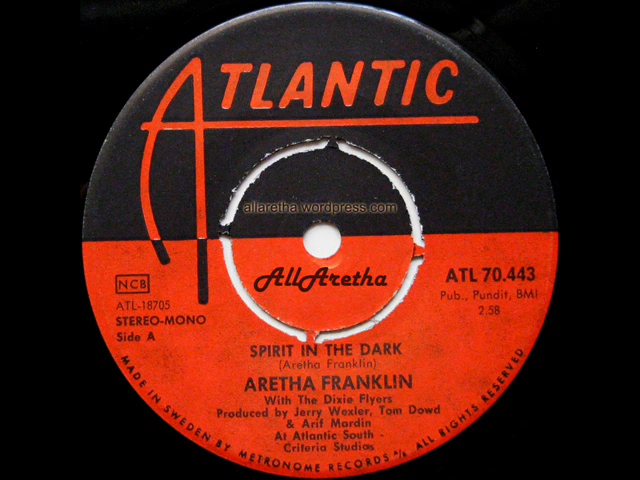 ATLANTIC
allaretha.wordpress.com
AllAretha
NCB
ATL-18705
STEREO-MONO
Side A
ATL 70.443
Pub., Pundit, BMI
2.58
SPIRIT IN THE DARK
(Aretha Franklin)
ARETHA FRANKLIN
With The Dixie Flyers
Produced by Jerry Wexler, Tom Dowd
& Arif Mardin
At Atlantic South -
Criteria Studios
MADE IN SWEDEN BY METRONOME RECORDS A/B ALL RIGHTS RESERVED